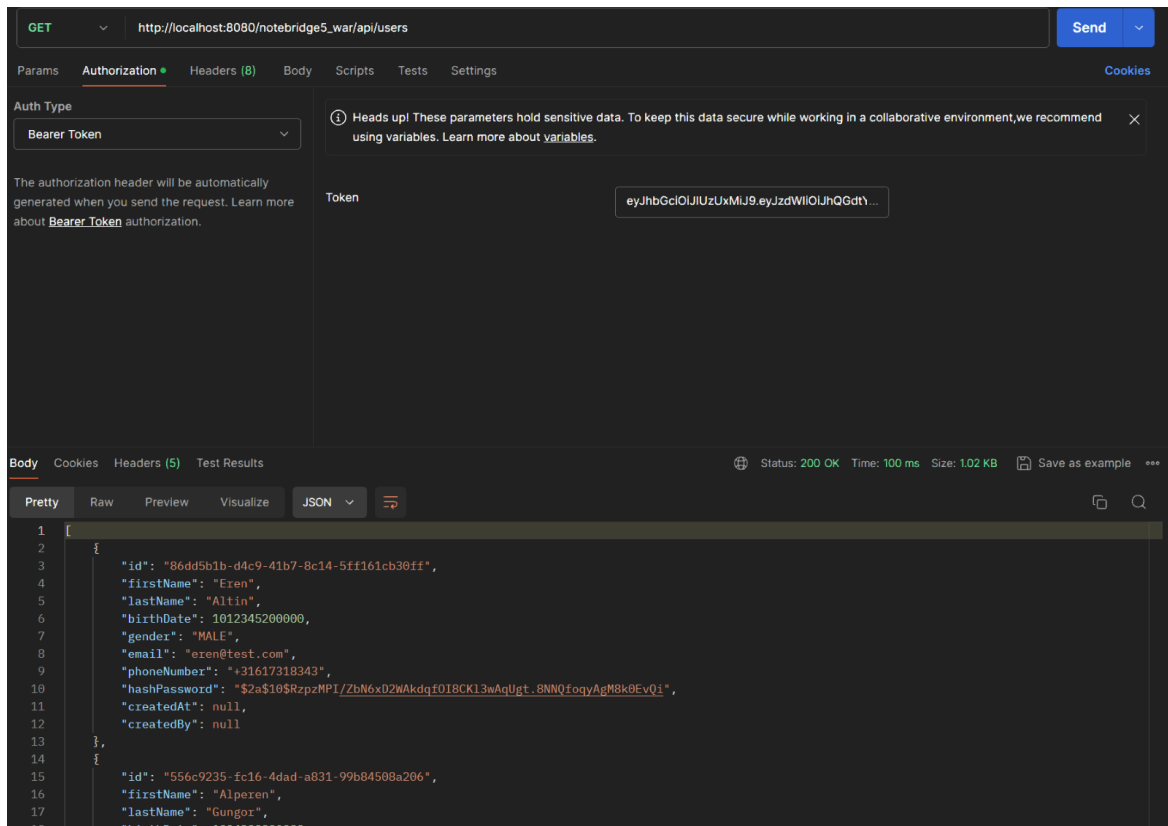 GET http://localhost:8080/notebridge5_war/api/users Send
Params Authorization Headers (8) Body Scripts Tests Settings Cookies
Auth Type
Bearer Token
The authorization header will be automatically
generated when you send the request. Learn more
about Bearer Token authorization.
Heads up! These parameters hold sensitive data. To keep this data secure while working in a collaborative environment,we recommend
using variables. Learn more about variables.
Token
Body Cookies Headers (5) Test Results Status: 200 OK Time: 100 ms Size: 1.02 KB Save as example
Pretty Raw Preview Visualize JSON
1 [
2 {
3 "id": "86dd5b1b-d4c9-41b7-8c14-5ff161cb30ff",
4 "firstName": "Eren",
5 "lastName": "Altin",
6 "birthDate": 1012345200000,
7 "gender": "MALE",
8 "email": "eren@test.com",
9 "phoneNumber": "+31617318343",
10 "hashPassword": "$2a$10$RzpzMPI/ZbN6xD2WAkdqfOI8CKl3wAqUgt.8NNQfoqyAgM8k0EvQi",
11 "createdAt": null,
12 "createdBy": null
13 },
14 {
15 "id": "556c9235-fc16-4dad-a831-99b84508a206",
16 "firstName": "Alperen",
17 "lastName": "Gungor",